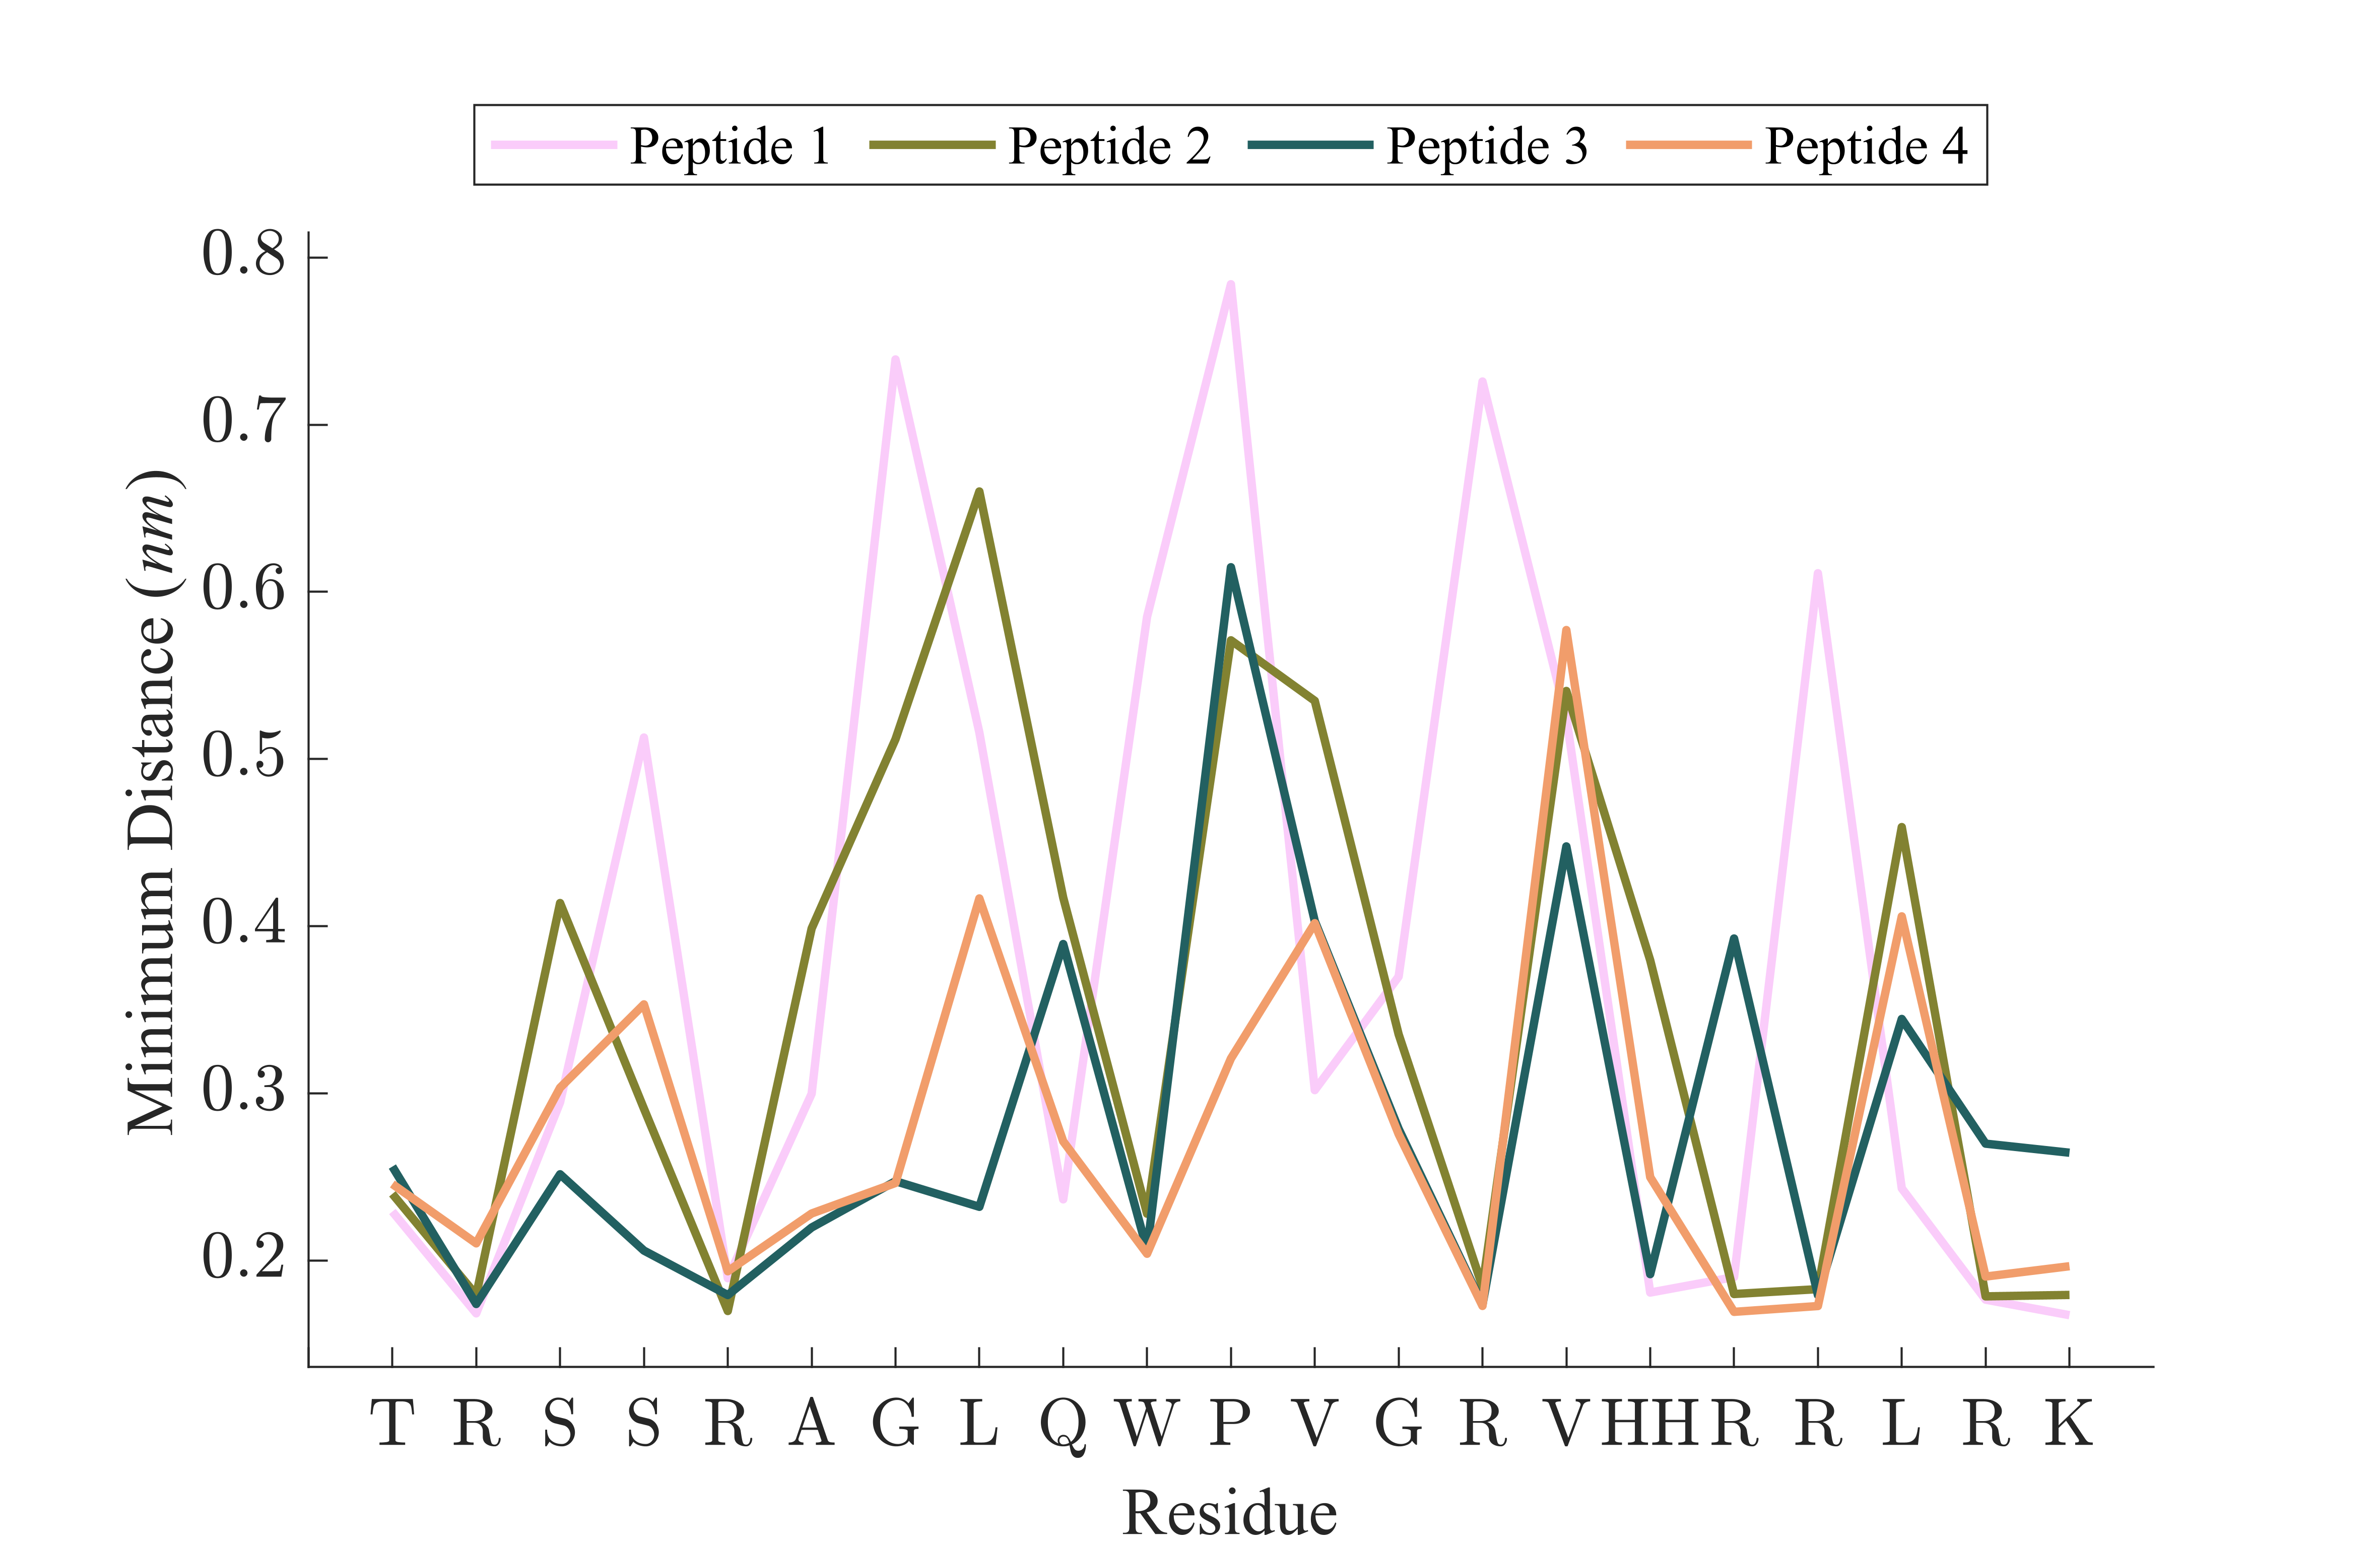 Peptide 1 Peptide 2 Peptide 3 Peptide 4
0.8
0.7
0.6
0.5
0.4
0.3
0.2
Minimum Distance (nm)
T R S S R A G L Q W P V G R V HH R R L R K
Residue